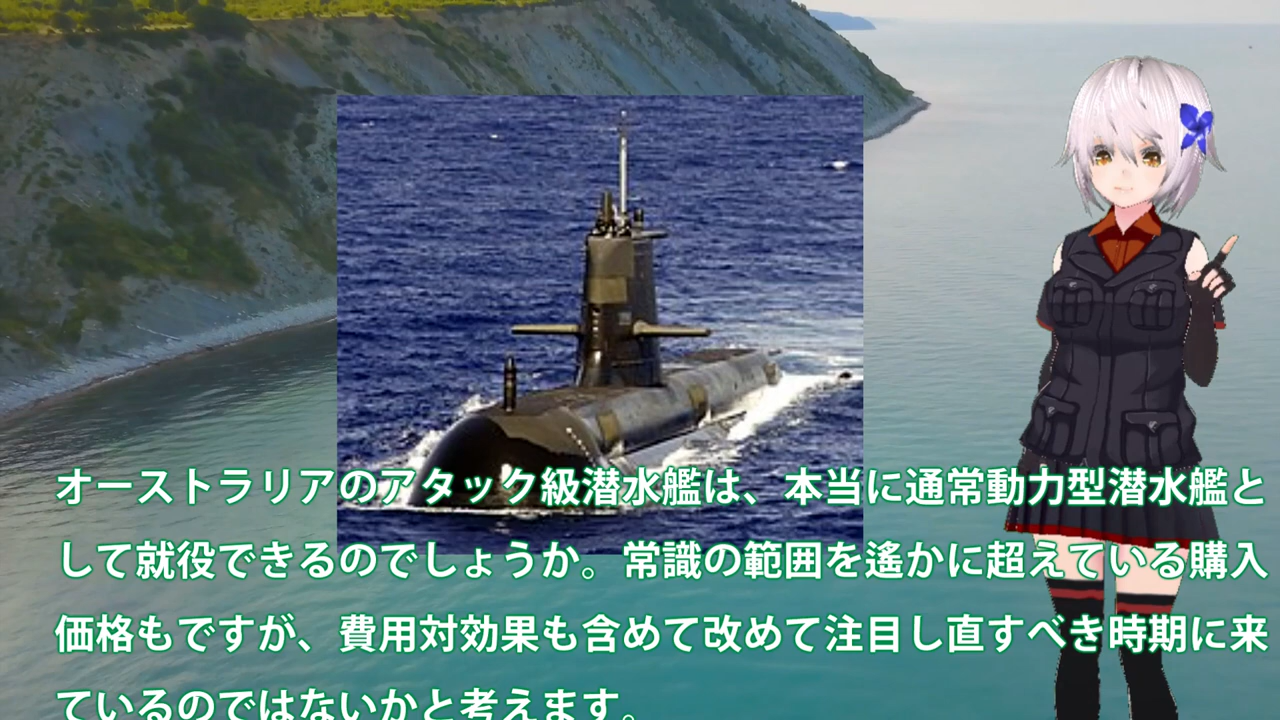 オーストラリアのアタック級潜水艦は、本当に通常動力型潜水艦と
して就役できるのでしょうか。常識の範囲を遙かに超えている購入
価格もですが、費用対効果も含めて改めて注目し直すべき時期に来
ているのではないかと考えます。